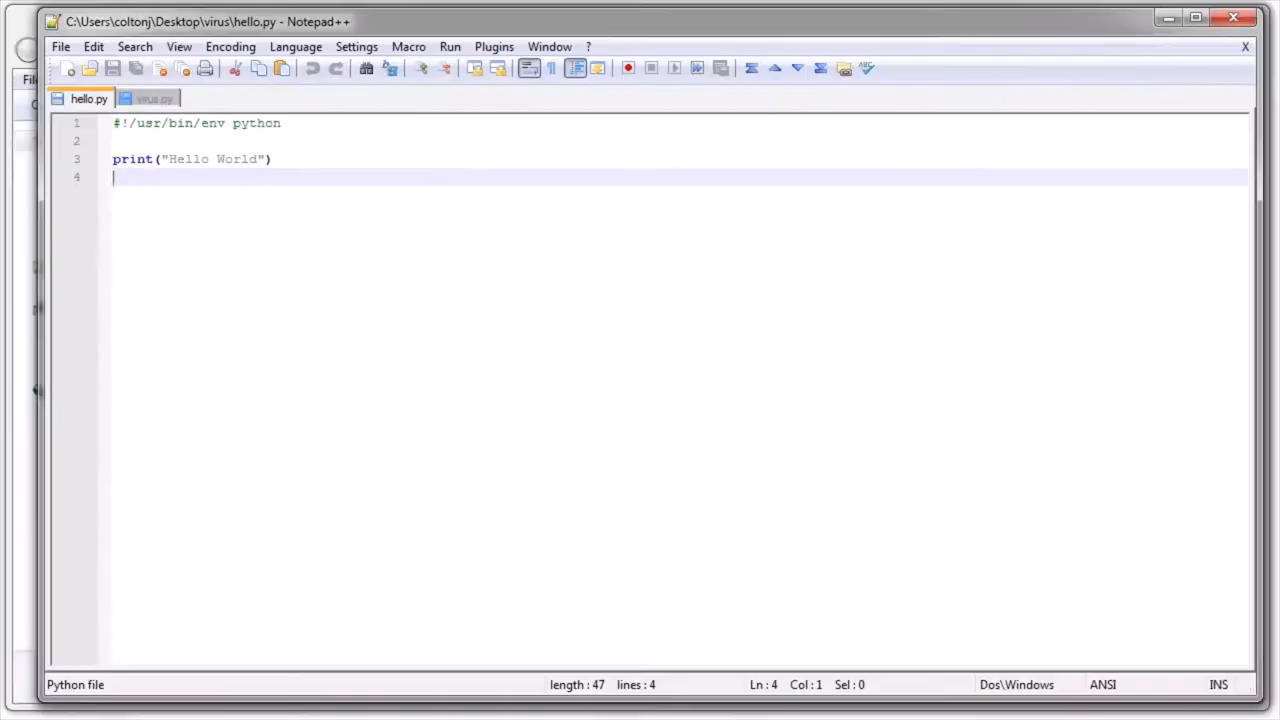 C:\Users\coltonj\Desktop\virus\hello.py - Notepad++
File Edit Search View Encoding Language Settings Macro Run Plugins Window ? X
hello.py virus.py
1 #!/usr/bin/env python
2
3 print("Hello World")
4
Python file length : 47 lines : 4 Ln : 4 Col : 1 Sel : 0 Dos\Windows ANSI INS